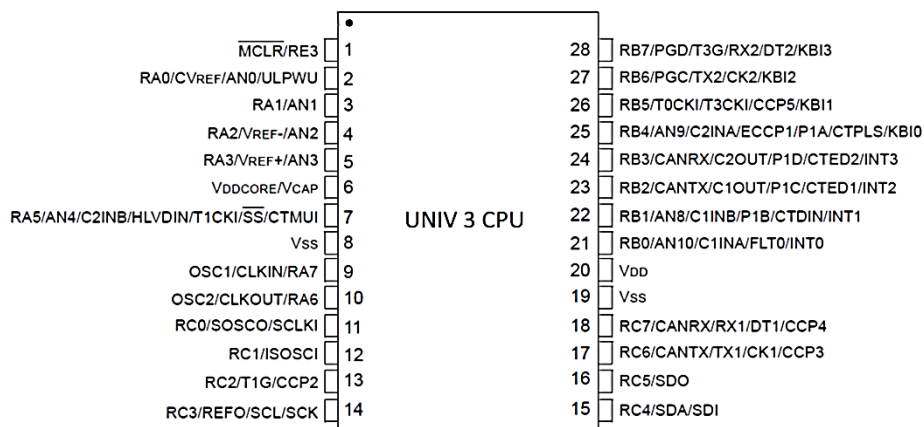 MCLR/RE3 1 28 RB7/PGD/T3G/RX2/DT2/KBI3
RA0/CVREF/AN0/ULPWU 2 27 RB6/PGC/TX2/CK2/KBI2
RA1/AN1 3 26 RB5/T0CKI/T3CKI/CCP5/KBI1
RA2/VREF-/AN2 4 25 RB4/AN9/C2INA/ECCP1/P1A/CTPLS/KBI0
RA3/VREF+/AN3 5 24 RB3/CANRX/C2OUT/P1D/CTED2/INT3
VDDCORE/VCAP 6 23 RB2/CANTX/C1OUT/P1C/CTED1/INT2
RA5/AN4/C2INB/HLVDIN/T1CKI/SS/CTMUI 7 UNIV 3 CPU 22 RB1/AN8/C1INB/P1B/CTDIN/INT1
VSS 8 21 RB0/AN10/C1INA/FLT0/INT0
OSC1/CLKIN/RA7 9 20 VDD
OSC2/CLKOUT/RA6 10 19 VSS
RC0/SOSCO/SCLKI 11 18 RC7/CANRX/RX1/DT1/CCP4
RC1/ISOSCI 12 17 RC6/CANTX/TX1/CK1/CCP3
RC2/T1G/CCP2 13 16 RC5/SDO
RC3/REFO/SCL/SCK 14 15 RC4/SDA/SDI